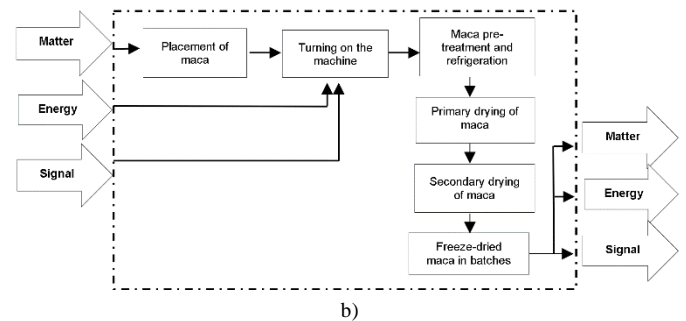 Matter
Energy
Signal
Placement of
maca
Turning on the
machine
Maca pre-
treatment and
refrigeration
Primary drying of
maca
Secondary drying
of maca
Freeze-dried
maca in batches
Matter
Energy
Signal
b)